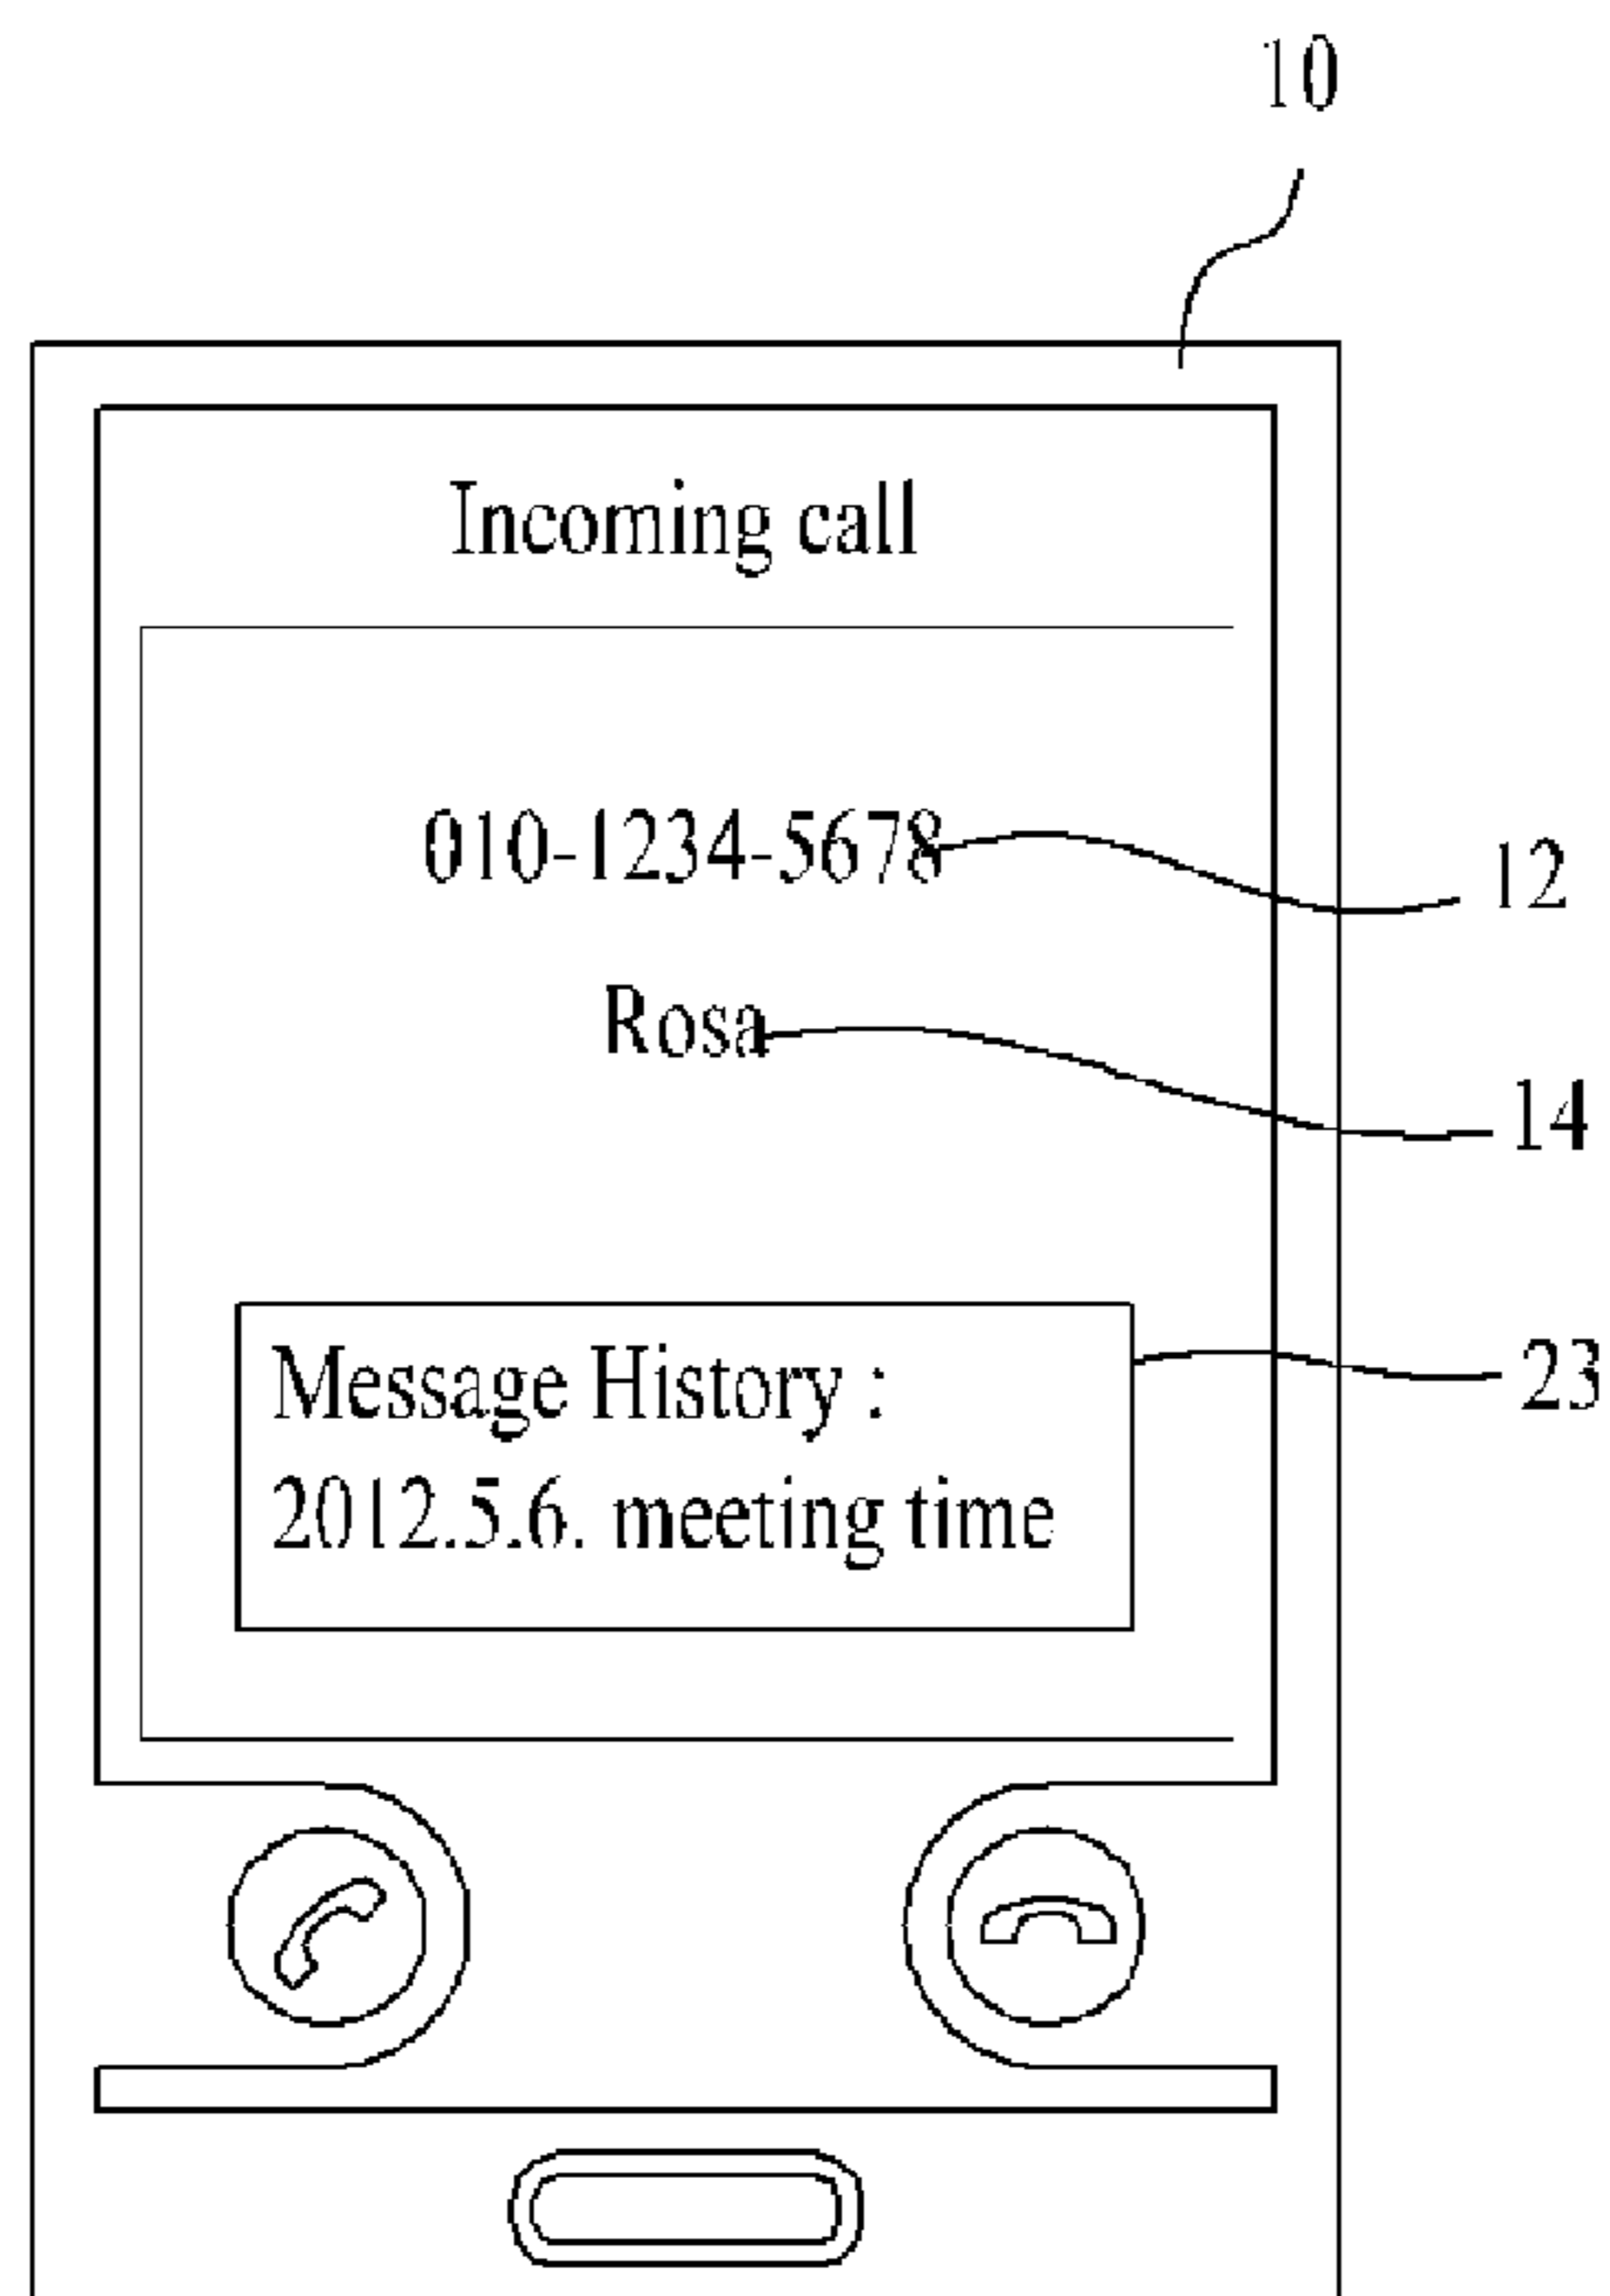 10
Incoming call
010-1234-5678
12
Rosa
14
Message History :
23
2012.5.6. meeting time